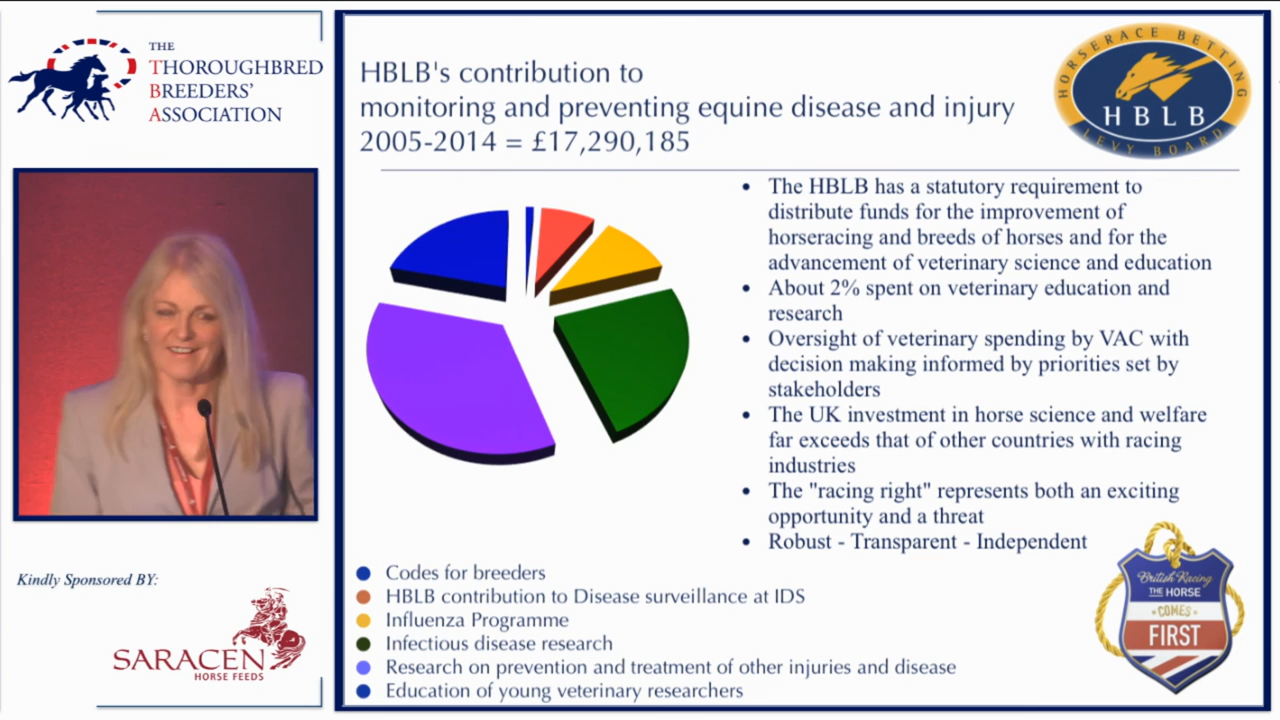 THE
THOROUGHBRED
BREEDERS'
ASSOCIATION
Kindly Sponsored BY:
SARACEN
HORSE FEEDS
HBLB's contribution to
monitoring and preventing equine disease and injury
2005-2014 = £17,290,185
HORSERACE BETTING
HBLB
LEVY BOARD
• The HBLB has a statutory requirement to
distribute funds for the improvement of
horseracing and breeds of horses and for the
advancement of veterinary science and education
• About 2% spent on veterinary education and
research
• Oversight of veterinary spending by VAC with
decision making informed by priorities set by
stakeholders
• The UK investment in horse science and welfare
far exceeds that of other countries with racing
industries
• The "racing right" represents both an exciting
opportunity and a threat
• Robust - Transparent - Independent
Codes for breeders
HBLB contribution to Disease surveillance at IDS
Influenza Programme
Infectious disease research
Research on prevention and treatment of other injuries and disease
Education of young veterinary researchers
British Racing
THE HORSE
COMES
FIRST